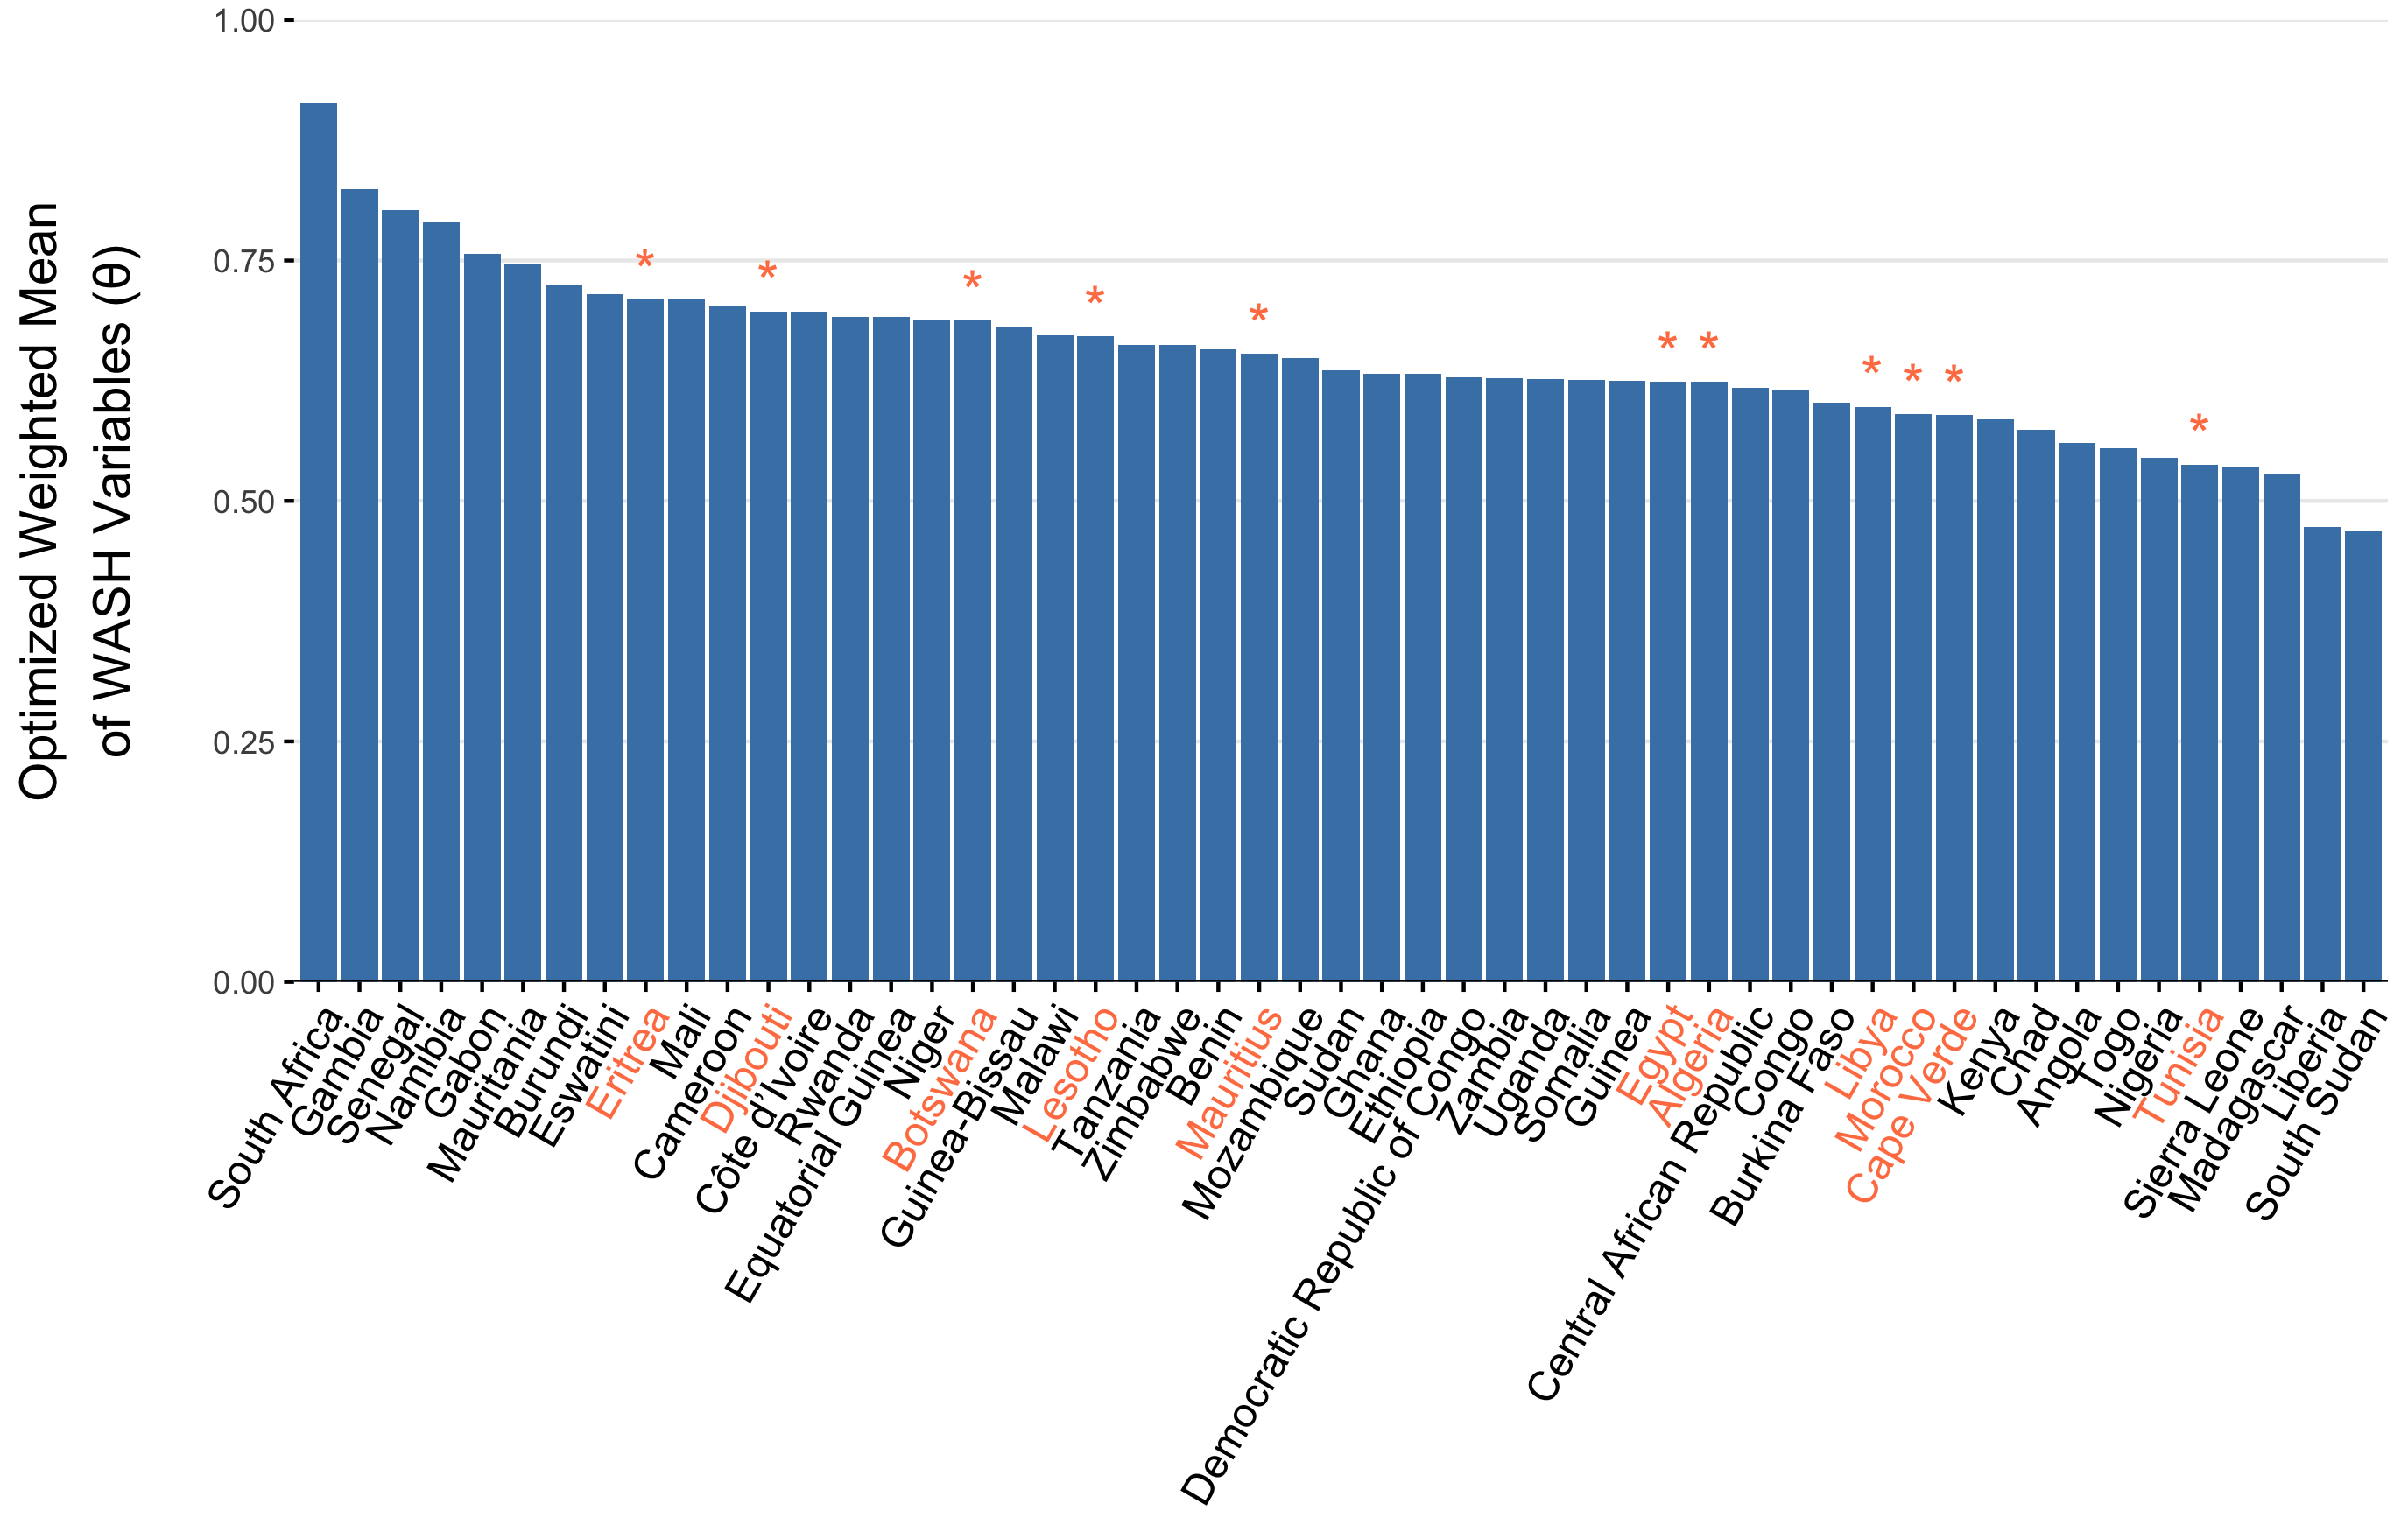 Optimized Weighted Mean
of WASH Variables (θ)
1.00
0.75
0.50
0.25
0.00
*
*
*
*
*
*
*
*
*
*
*
South Africa
Gambia
Senegal
Namibia
Gabon
Mauritania
Burundi
Eswatini
Eritrea
Mali
Cameroon
Djibouti
Côte d'Ivoire
Rwanda
Equatorial Guinea
Niger
Botswana
Guinea-Bissau
Malawi
Lesotho
Tanzania
Zimbabwe
Benin
Mauritius
Mozambique
Sudan
Ghana
Ethiopia
Democratic Republic of Congo
Zambia
Uganda
Somalia
Guinea
Egypt
Algeria
Central African Republic
Congo
Burkina Faso
Libya
Morocco
Cape Verde
Kenya
Chad
Angola
Togo
Nigeria
Tunisia
Sierra Leone
Madagascar
Liberia
South Sudan